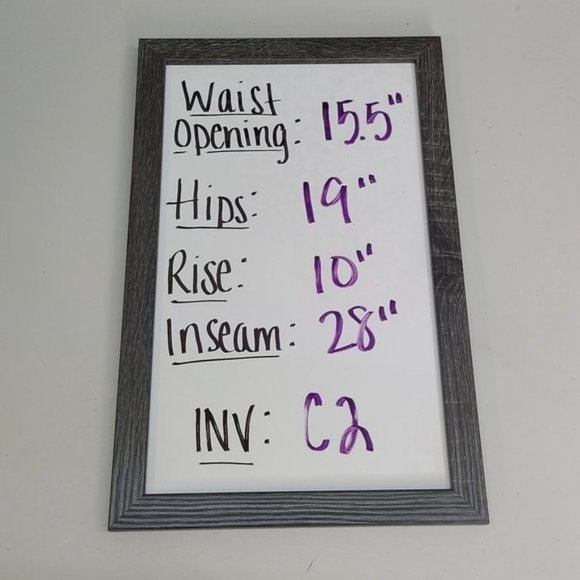 Waist
Opening: 15.5"
Hips: 19"
Rise: 10"
Inseam: 28"
INV: C2